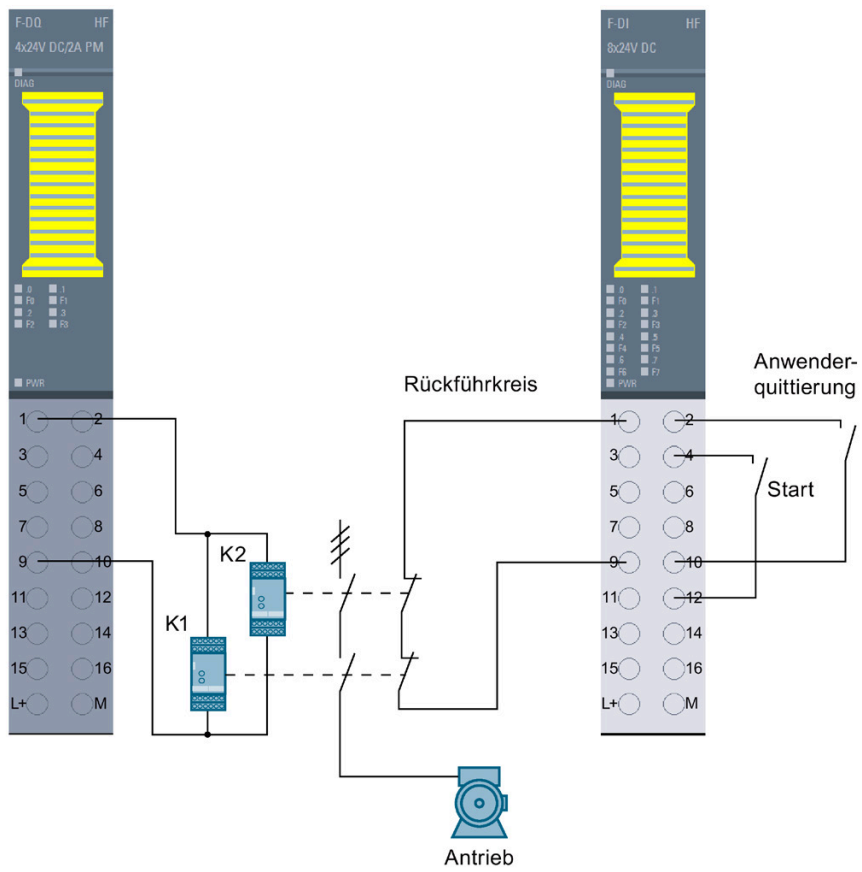 F-DQ HF
4x24V DC/2A PM
DIAG
.0 .1
F0 F1
.2 .3
F2 F3
PWR
1 2
3 4
5 6
7 8
9 10
11 12
13 14
15 16
L+ M
K2
K1
Rückführkreis
Antrieb
F-DI HF
8x24V DC
DIAG
.0 .1
F0 F1
.2 .3
F2 F3
.4 .5
F4 F5
.6 .7
F6 F7
PWR
1 2
3 4
5 6
7 8
9 10
11 12
13 14
15 16
L+ M
Anwender-
quittierung
Start